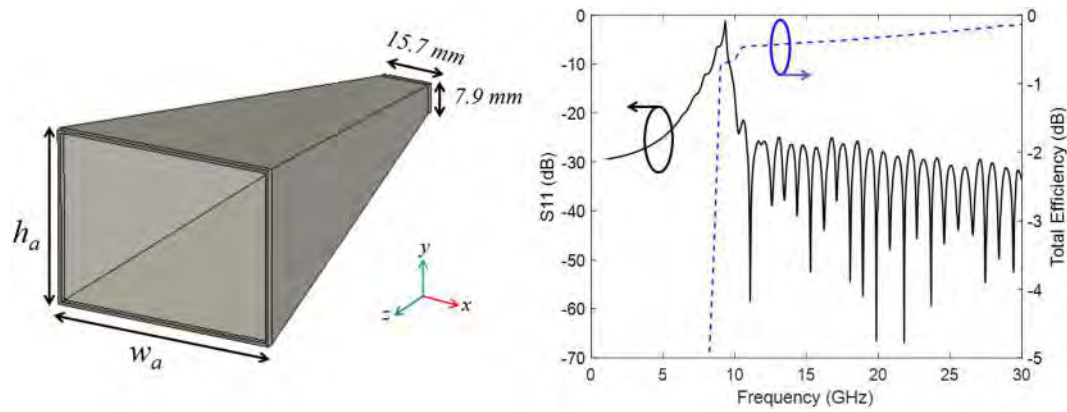 15.7 mm
7.9 mm
h_a
w_a
y
x
z
S11 (dB)
0
-10
-20
-30
-40
-50
-60
-70
0
5
10
15
20
25
30
Frequency (GHz)
0
-1
-2
-3
-4
-5
Total Efficiency (dB)